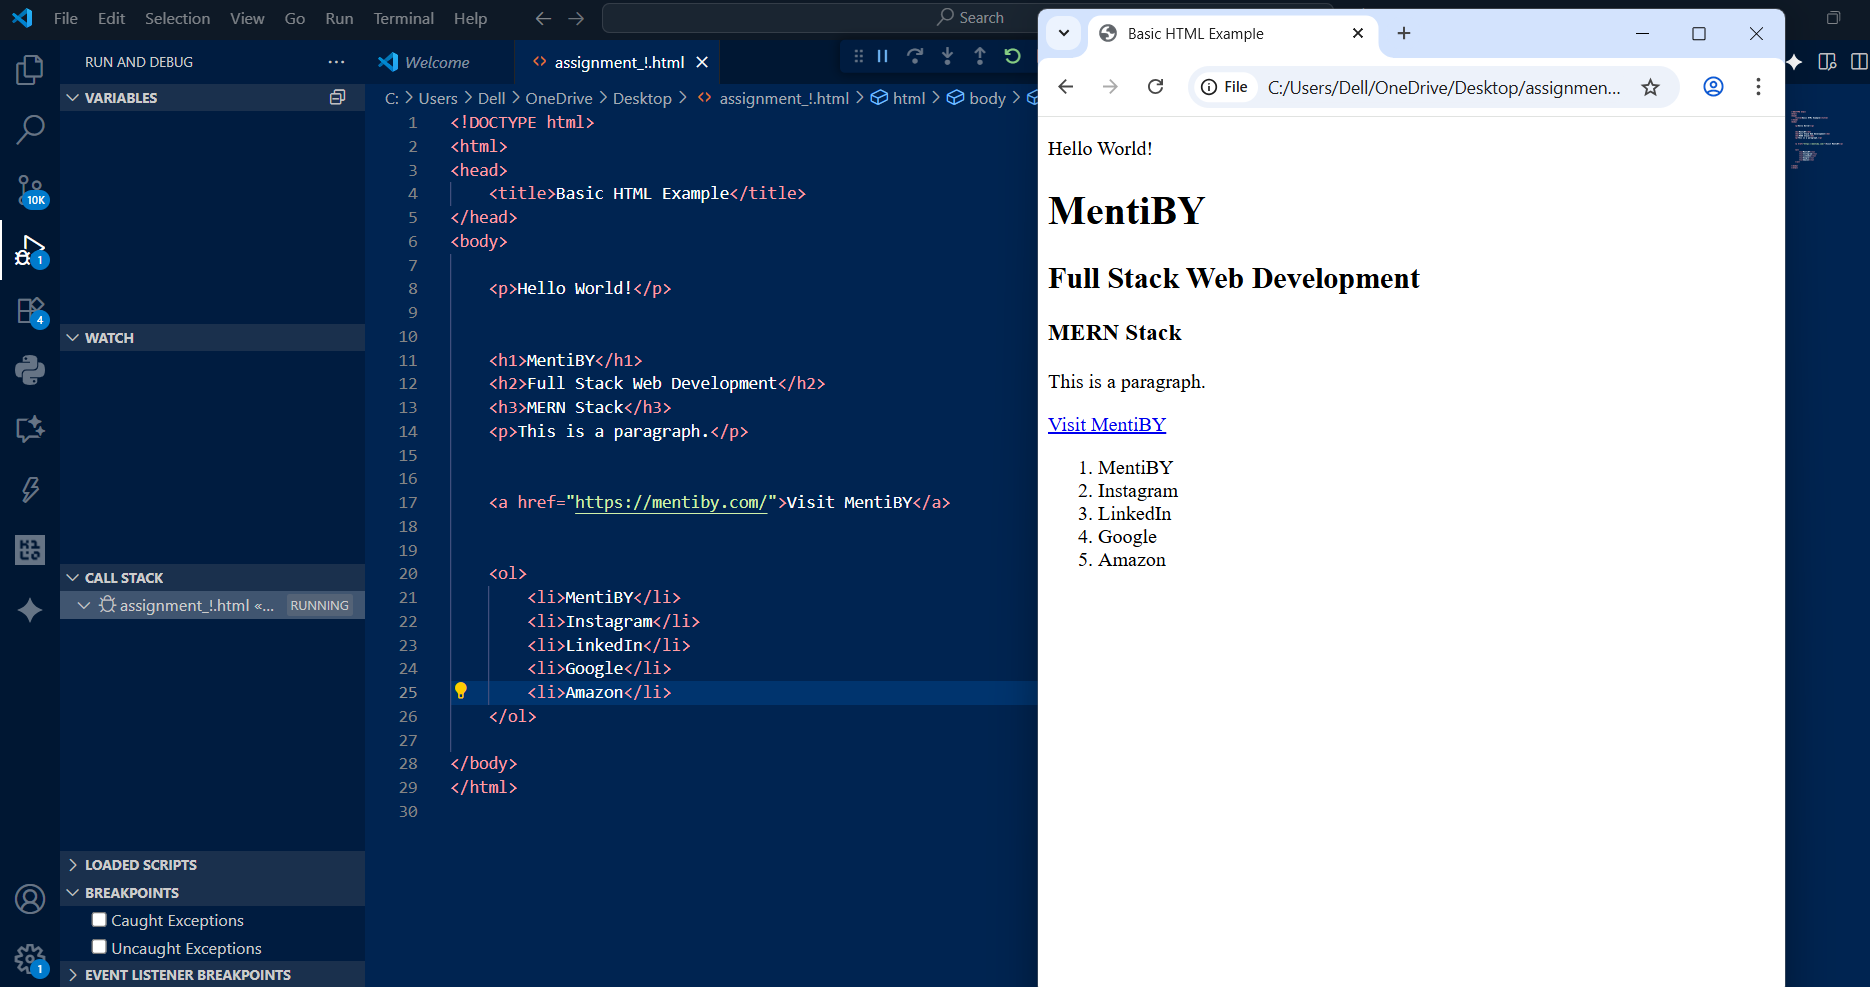 File Edit Selection View Go Run Terminal Help
Search
RUN AND DEBUG
VARIABLES
WATCH
CALL STACK
assignment_!.html «... RUNNING
LOADED SCRIPTS
BREAKPOINTS
Caught Exceptions
Uncaught Exceptions
EVENT LISTENER BREAKPOINTS
10K
1
4
1
Welcome
assignment_!.html
C: > Users > Dell > OneDrive > Desktop > assignment_!.html > html > body >
1 <!DOCTYPE html>
2 <html>
3 <head>
4 <title>Basic HTML Example</title>
5 </head>
6 <body>
7
8 <p>Hello World!</p>
9
10
11 <h1>MentiBY</h1>
12 <h2>Full Stack Web Development</h2>
13 <h3>MERN Stack</h3>
14 <p>This is a paragraph.</p>
15
16
17 <a href="https://mentiby.com/">Visit MentiBY</a>
18
19
20 <ol>
21 <li>MentiBY</li>
22 <li>Instagram</li>
23 <li>LinkedIn</li>
24 <li>Google</li>
25 <li>Amazon</li>
26 </ol>
27
28 </body>
29 </html>
30
Basic HTML Example
File C:/Users/Dell/OneDrive/Desktop/assignmen...
Hello World!
MentiBY
Full Stack Web Development
MERN Stack
This is a paragraph.
Visit MentiBY
1. MentiBY
2. Instagram
3. LinkedIn
4. Google
5. Amazon